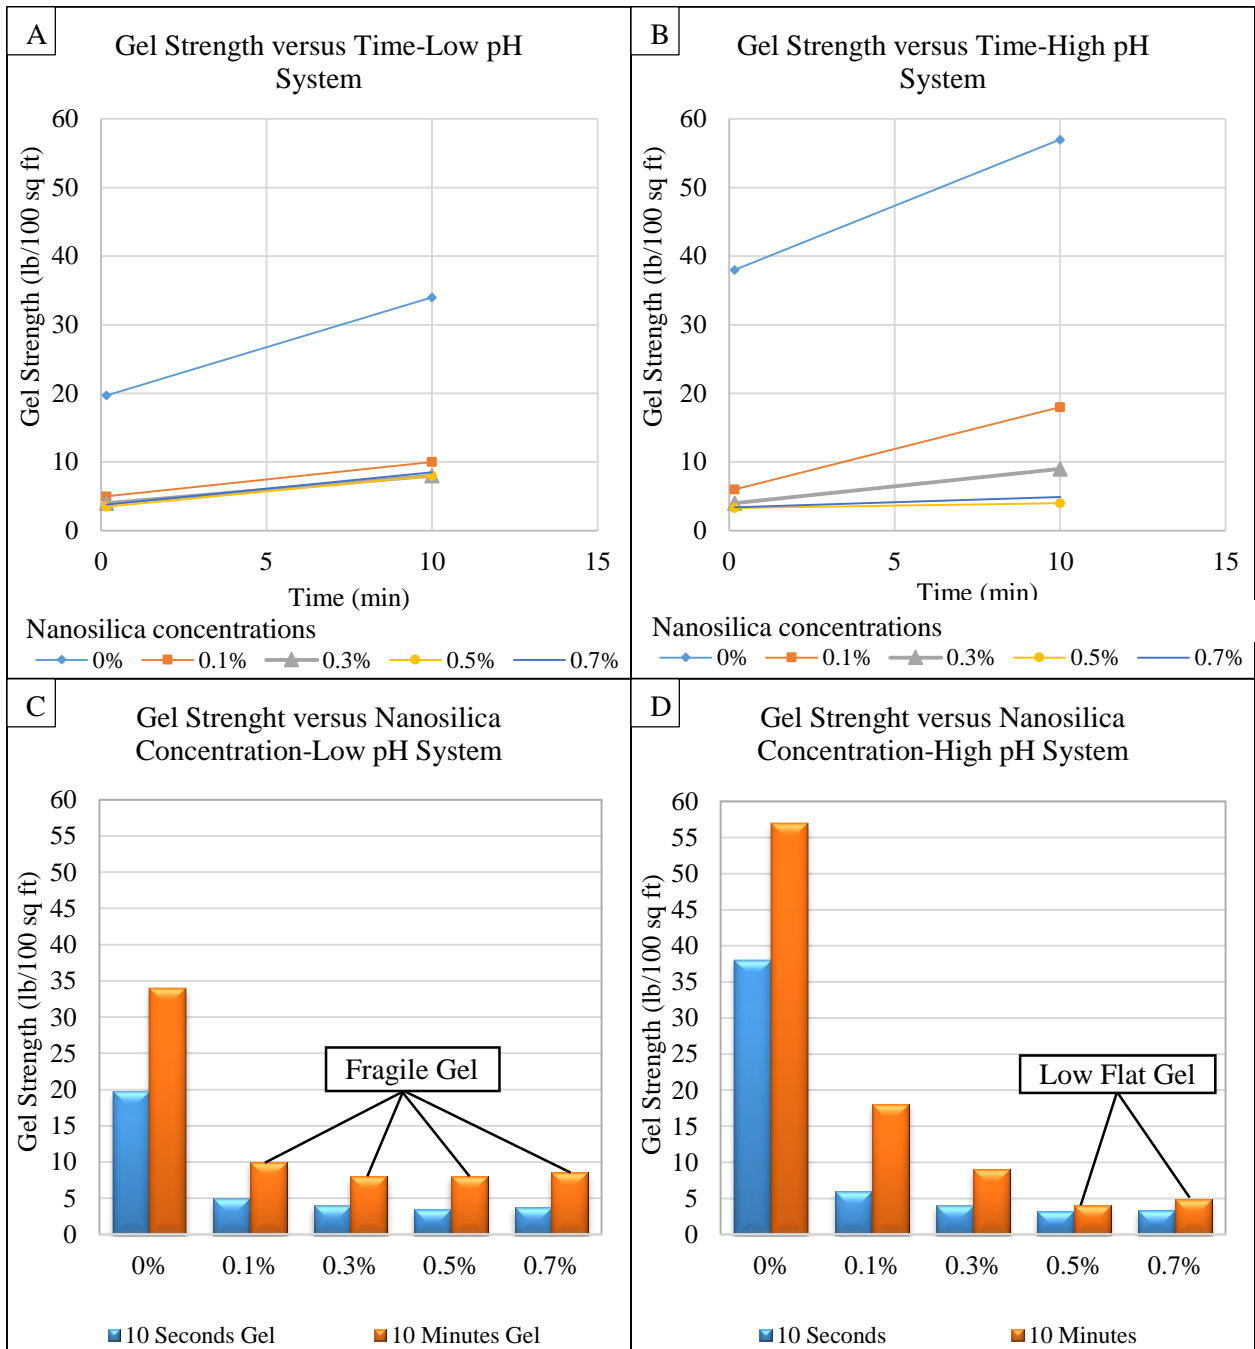 A
Gel Strength versus Time-Low pH
System
Gel Strength (lb/100 sq ft)
60
50
40
30
20
10
0
0 5 10 15
Time (min)
Nanosilica concentrations
0% 0.1% 0.3% 0.5% 0.7%
B
Gel Strength versus Time-High pH
System
Gel Strength (lb/100 sq ft)
60
50
40
30
20
10
0
0 5 10 15
Time (min)
Nanosilica concentrations
0% 0.1% 0.3% 0.5% 0.7%
C
Gel Strenght versus Nanosilica
Concentration-Low pH System
Gel Strength (lb/100 sq ft)
60
55
50
45
40
35
30
25
20
15
10
5
0
Fragile Gel
0% 0.1% 0.3% 0.5% 0.7%
10 Seconds Gel 10 Minutes Gel
D
Gel Strenght versus Nanosilica
Concentration-High pH System
Gel Strength (lb/100 sq ft)
60
55
50
45
40
35
30
25
20
15
10
5
0
Low Flat Gel
0% 0.1% 0.3% 0.5% 0.7%
10 Seconds 10 Minutes